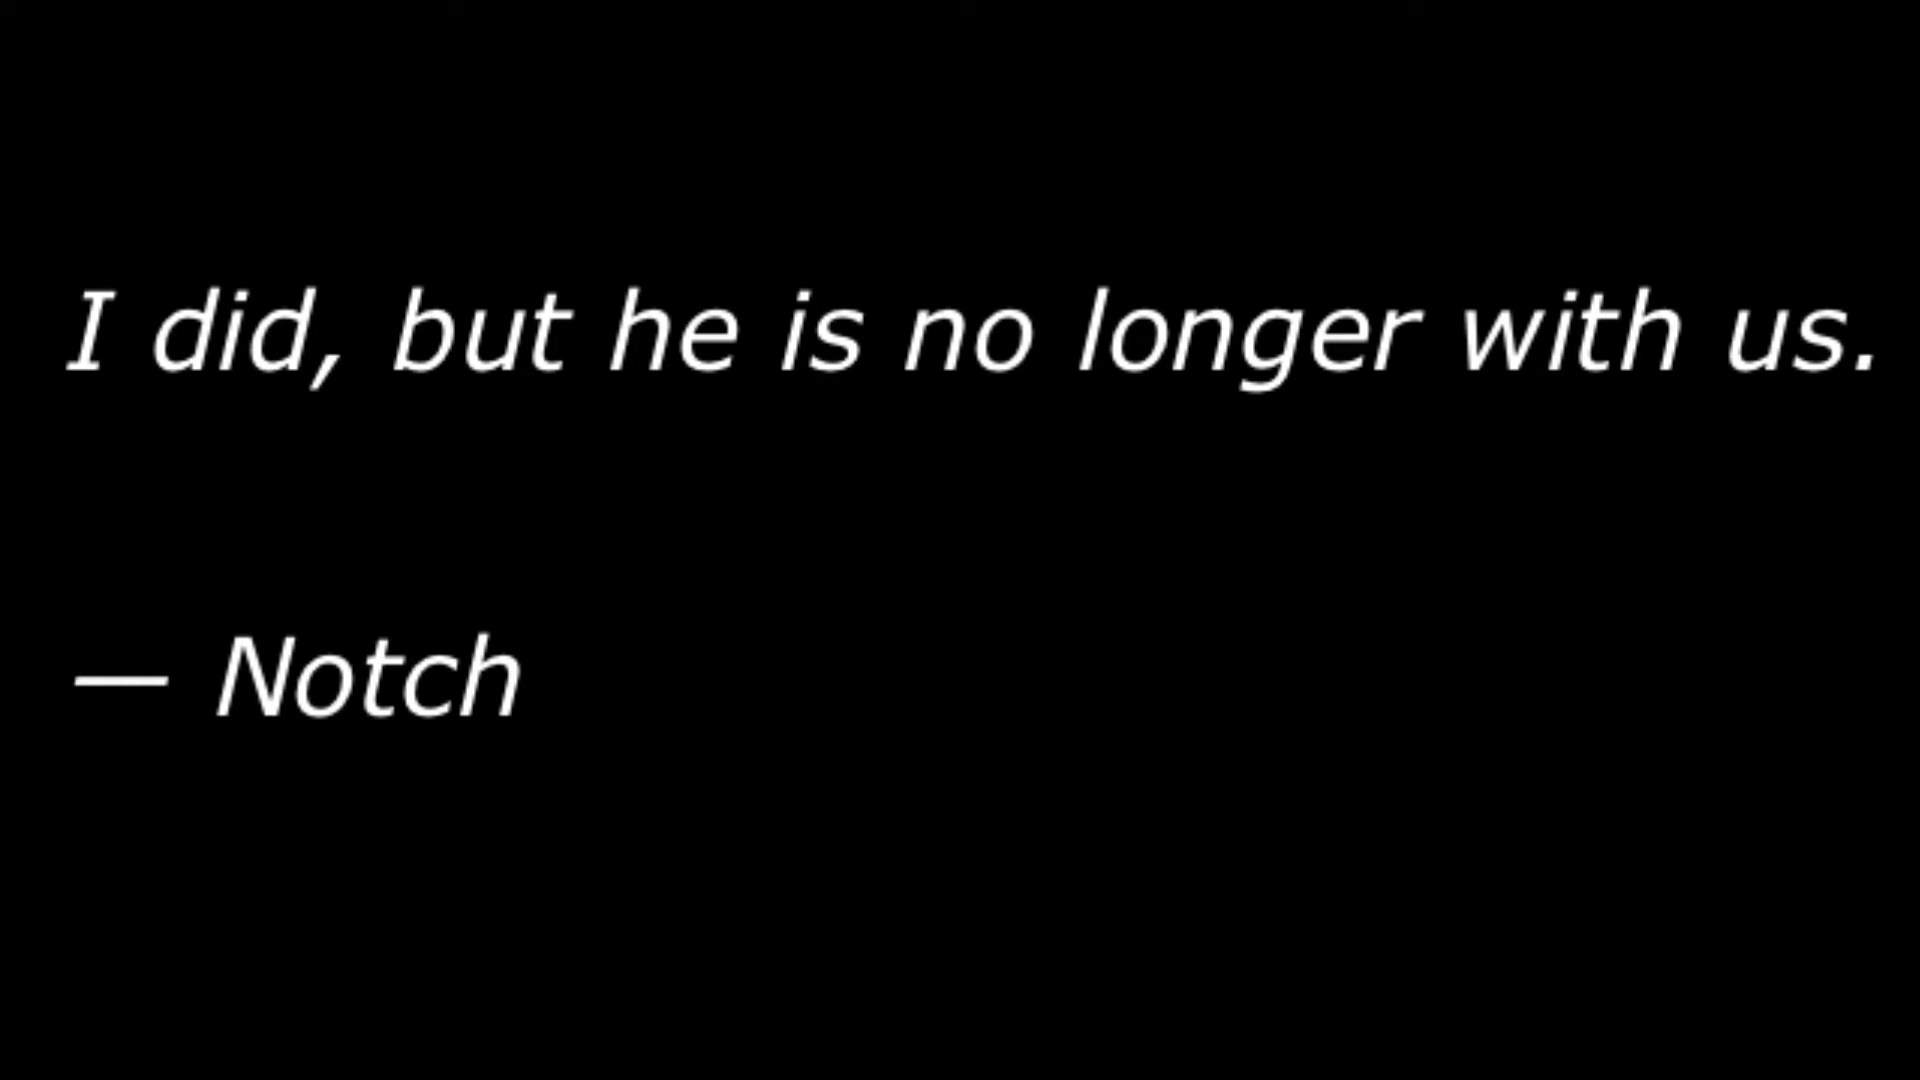 I did, but he is no longer with us.
— Notch